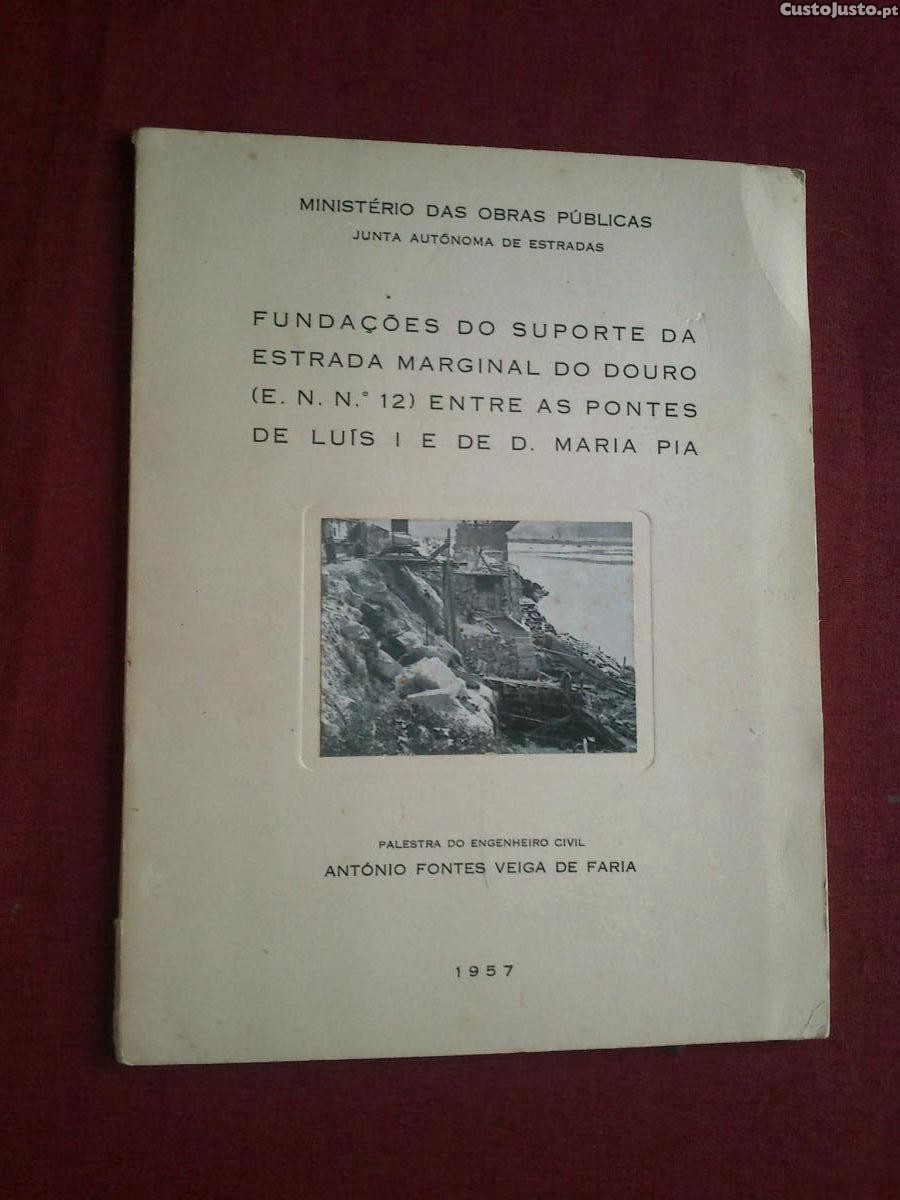 CustoJusto.pt
MINISTÉRIO DAS OBRAS PÚBLICAS
JUNTA AUTÓNOMA DE ESTRADAS
FUNDAÇÕES DO SUPORTE DA
ESTRADA MARGINAL DO DOURO
(E. N. N.º 12) ENTRE AS PONTES
DE LUÍS I E DE D. MARIA PIA
PALESTRA DO ENGENHEIRO CIVIL
ANTÓNIO FONTES VEIGA DE FARIA
1957